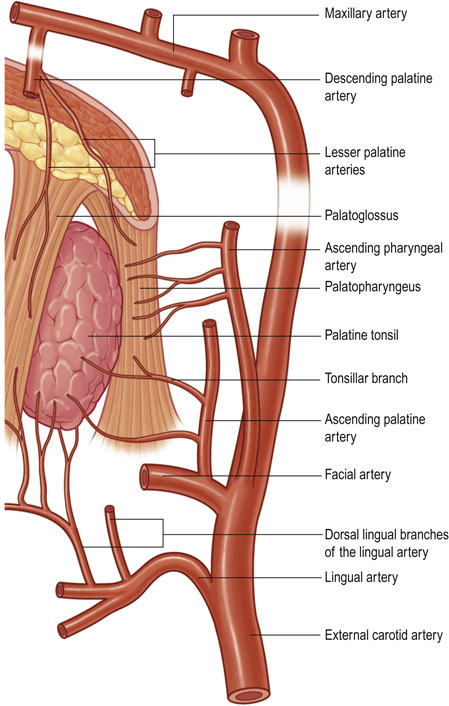 Maxillary artery
Descending palatine
artery
Lesser palatine
arteries
Palatoglossus
Ascending pharyngeal
artery
Palatopharyngeus
Palatine tonsil
Tonsillar branch
Ascending palatine
artery
Facial artery
Dorsal lingual branches
of the lingual artery
Lingual artery
External carotid artery